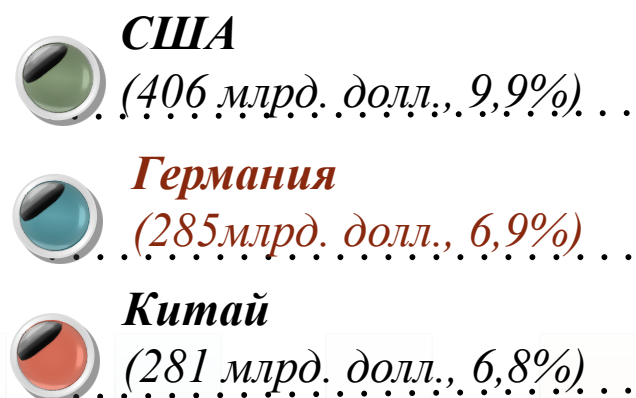 США
(406 млрд. долл., 9,9%)
Германия
(285млрд. долл., 6,9%)
Китай
(281 млрд. долл., 6,8%)